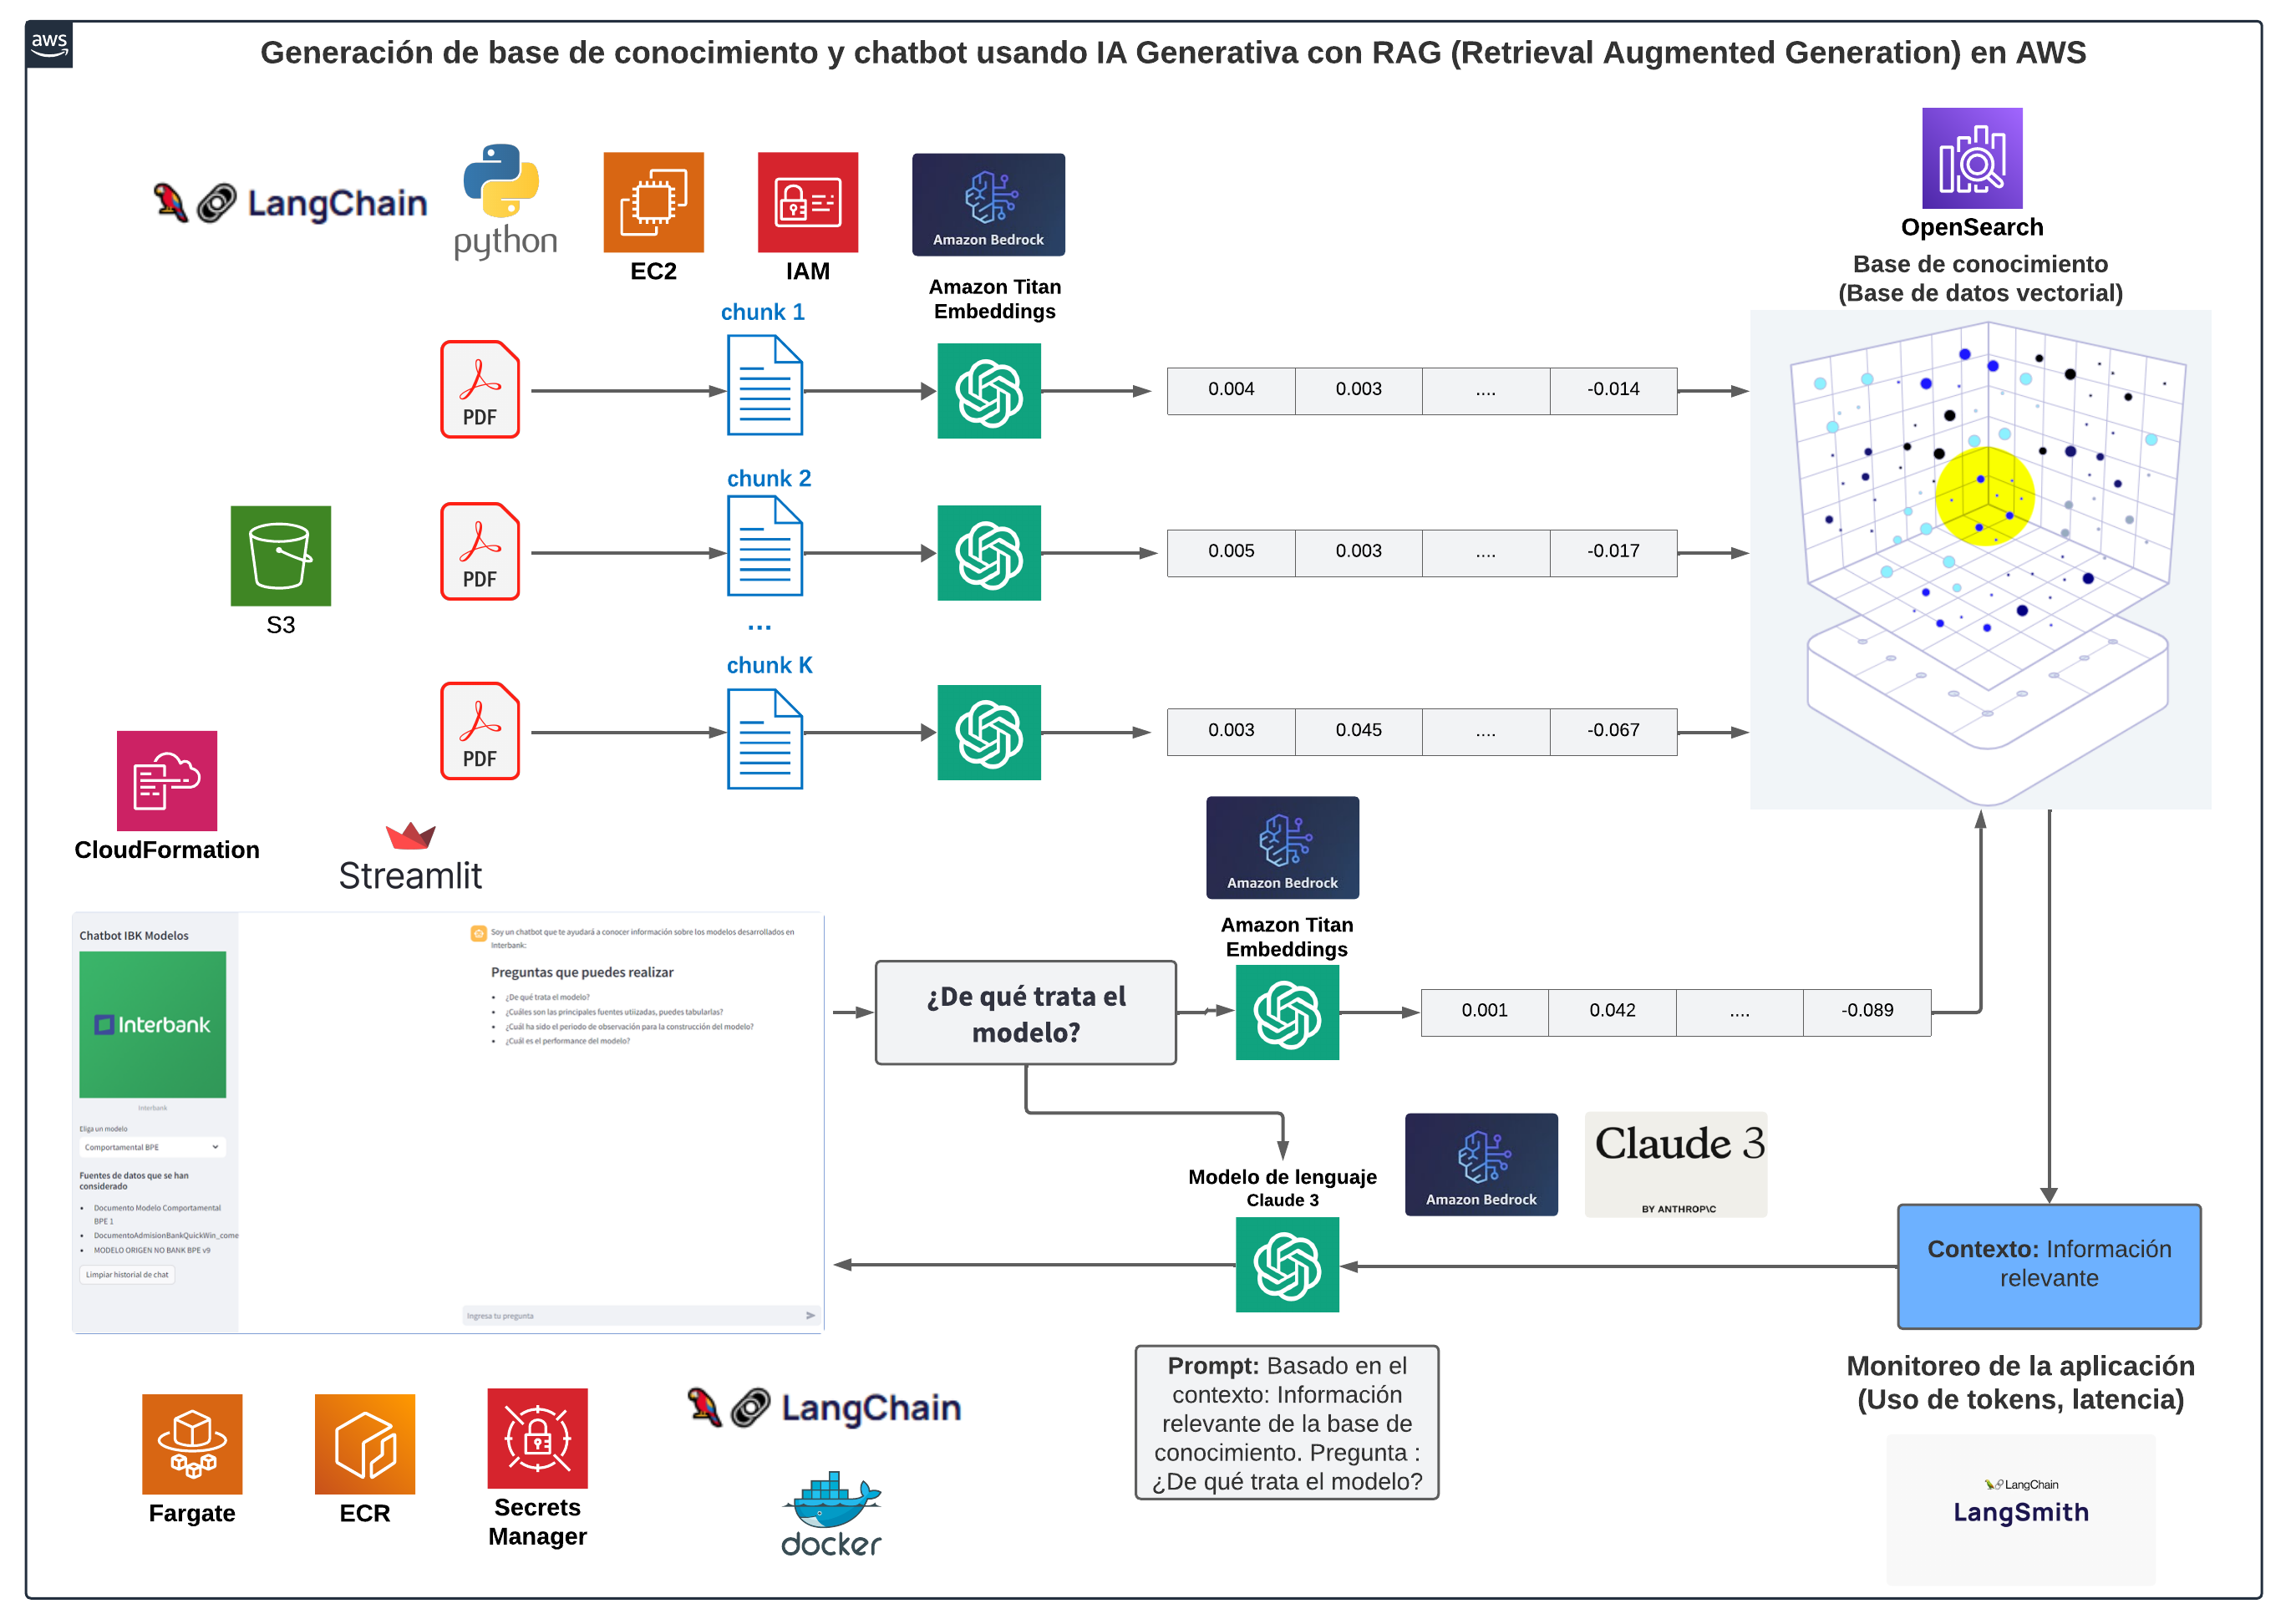 aws
Generación de base de conocimiento y chatbot usando IA Generativa con RAG (Retrieval Augmented Generation) en AWS
LangChain
python
EC2
IAM
Amazon Bedrock
Amazon Titan
Embeddings
OpenSearch
Base de conocimiento
(Base de datos vectorial)
chunk 1
PDF
0.004 0.003 .... -0.014
chunk 2
PDF
0.005 0.003 .... -0.017
S3
...
chunk K
PDF
0.003 0.045 .... -0.067
CloudFormation
Streamlit
Amazon Bedrock
Amazon Titan
Embeddings
Chatbot IBK Modelos
Interbank
Interbank
Eliga un modelo
Comportamental BPE
Fuentes de datos que se han
considerado
Documento Modelo Comportamental
BPE 1
DocumentoAdmisionBankQuickWin_come
MODELO ORIGEN NO BANK BPE v9
Limpiar historial de chat
Soy un chatbot que te ayudará a conocer información sobre los modelos desarrollados en
Interbank:
Preguntas que puedes realizar
¿De qué trata el modelo?
¿Cuáles son las principales fuentes utiizadas, puedes tabularlas?
¿Cuál ha sido el periodo de observación para la construcción del modelo?
¿Cuál es el performance del modelo?
Ingresa tu pregunta
¿De qué trata el
modelo?
0.001 0.042 .... -0.089
Modelo de lenguaje
Claude 3
Amazon Bedrock
Claude 3
BY ANTHROP\C
Contexto: Información
relevante
Prompt: Basado en el
contexto: Información
relevante de la base de
conocimiento. Pregunta :
¿De qué trata el modelo?
Monitoreo de la aplicación
(Uso de tokens, latencia)
LangChain
LangSmith
Fargate
ECR
Secrets
Manager
LangChain
docker